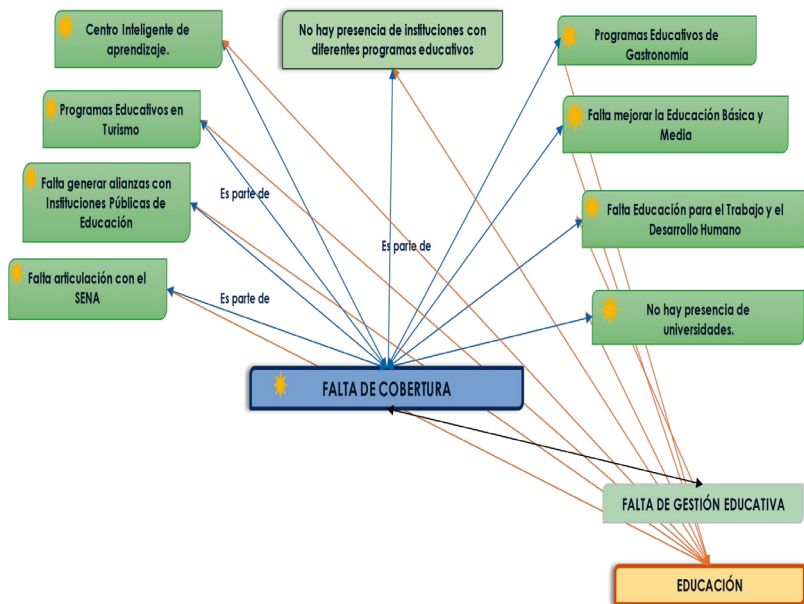 Centro Inteligente de
aprendizaje.
No hay presencia de instituciones con
diferentes programas educativos
Programas Educativos de
Gastronomía
Programas Educativos en
Turismo
Falta mejorar la Educación Básica y
Media
Falta generar alianzas con
Instituciones Públicas de
Educación
Es parte de
Falta Educación para el Trabajo y el
Desarrollo Humano
Es parte de
Falta articulación con el
SENA
Es parte de
No hay presencia de
universidades.
FALTA DE COBERTURA
FALTA DE GESTIÓN EDUCATIVA
EDUCACIÓN